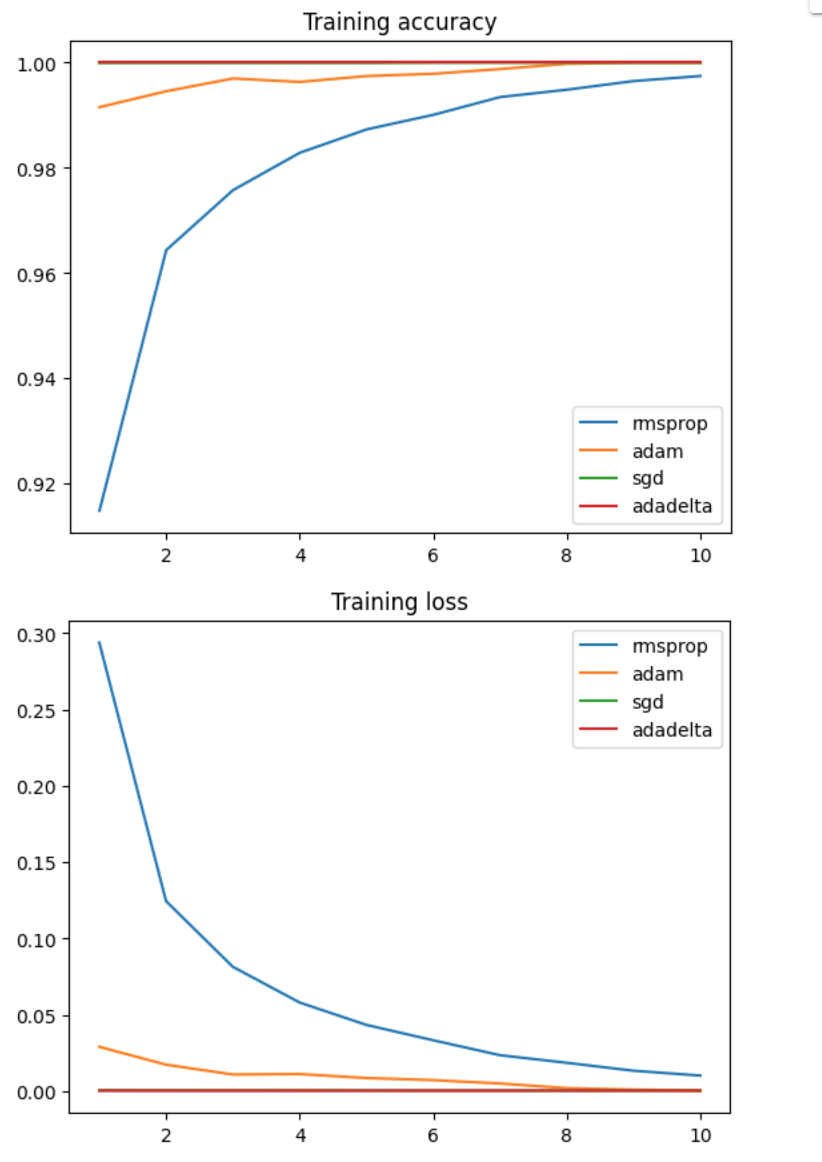 Training accuracy
1.00
0.98
0.96
0.94
0.92
rmsprop
adam
sgd
adadelta
2 4 6 8 10
Training loss
0.30
0.25
0.20
0.15
0.10
0.05
0.00
rmsprop
adam
sgd
adadelta
2 4 6 8 10